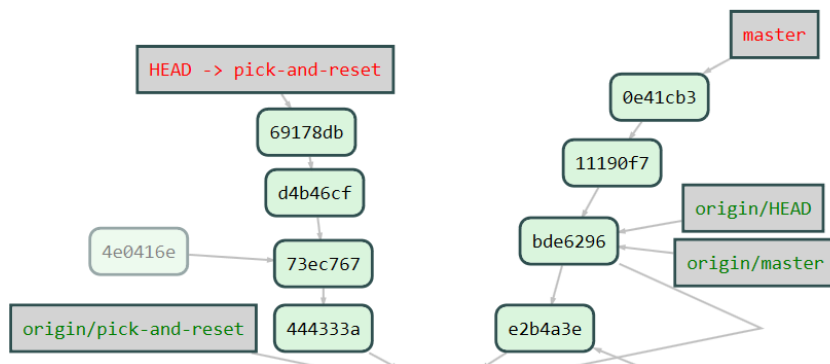 master
HEAD -> pick-and-reset
0e41cb3
69178db
11190f7
d4b46cf
origin/HEAD
4e0416e
bde6296
73ec767
origin/master
origin/pick-and-reset
444333a
e2b4a3e